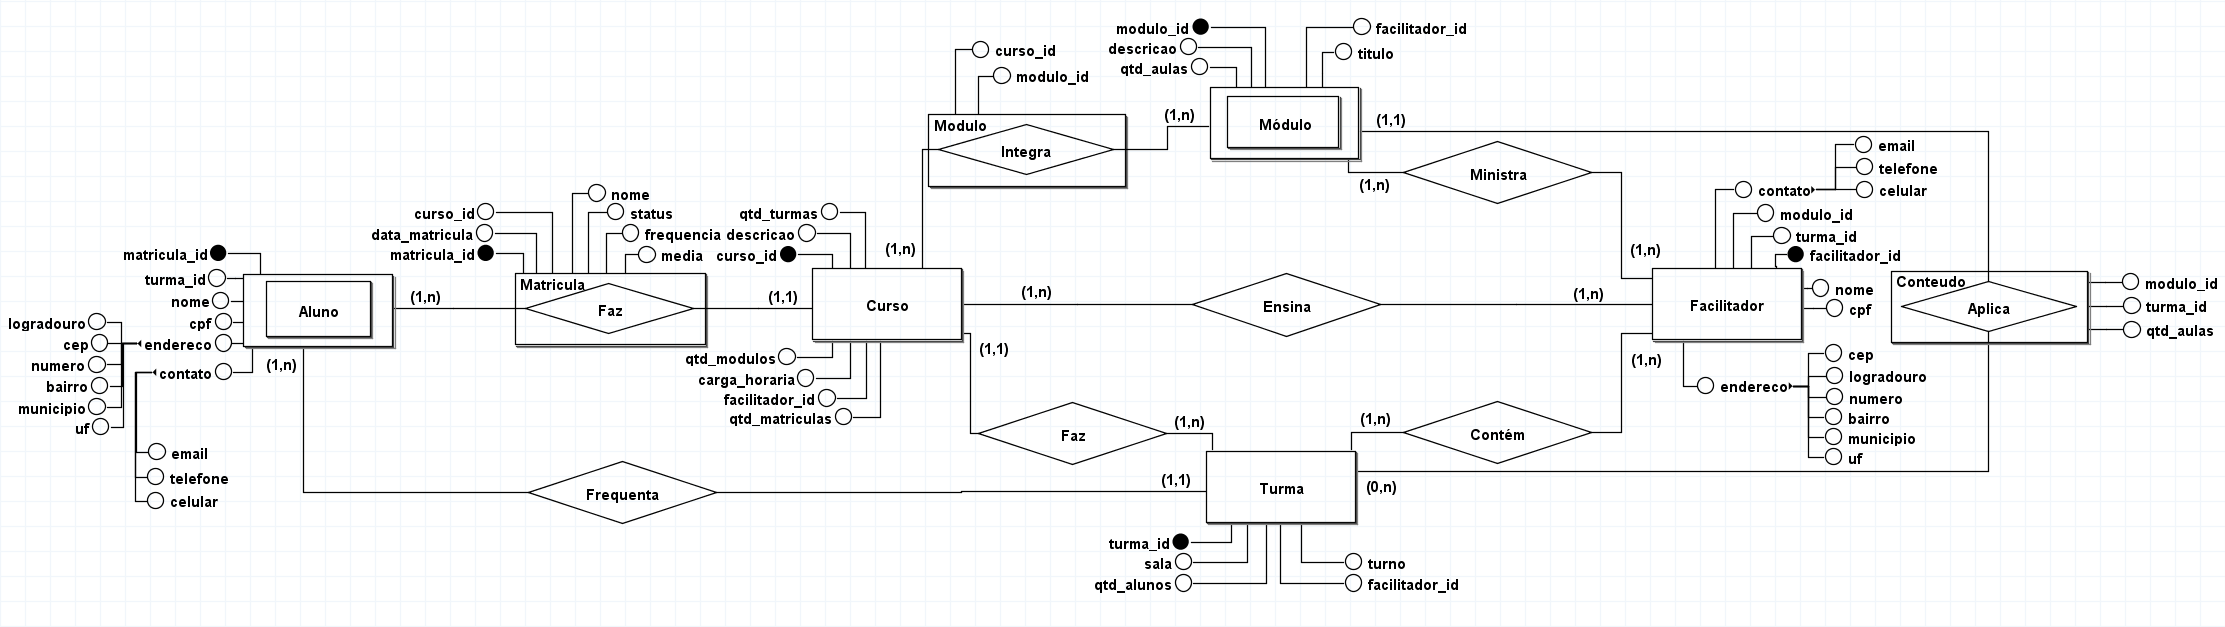 modulo_id
facilitador_id
descricao
titulo
qtd_aulas
curso_id
modulo_id
Modulo
Integra
(1,n)
Módulo
(1,1)
(1,n)
Ministra
(1,n)
email
telefone
celular
contato
modulo_id
turma_id
facilitador_id
nome
cpf
Facilitador
endereco
cep
logradouro
numero
bairro
municipio
uf
Conteudo
Aplica
modulo_id
turma_id
qtd_aulas
nome
curso_id
status
data_matricula
frequencia
matricula_id
media
Matricula
Faz
(1,n)
(1,1)
qtd_turmas
descricao
curso_id
(1,n)
Curso
qtd_modulos
carga_horaria
facilitador_id
qtd_matriculas
(1,n)
Ensina
(1,n)
(1,1)
Faz
(1,n)
(1,n)
Contém
(1,n)
matricula_id
turma_id
nome
cpf
endereco
contato
Aluno
logradouro
cep
numero
bairro
municipio
uf
email
telefone
celular
(1,n)
Frequenta
(1,1)
Turma
(0,n)
turma_id
sala
qtd_alunos
turno
facilitador_id